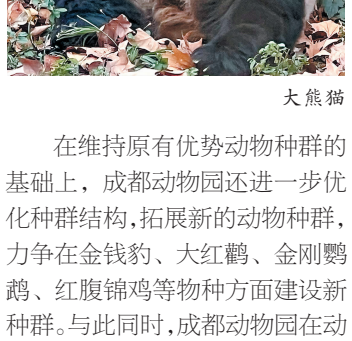 大熊猫
在维持原有优势动物种群的
基础上，成都动物园还进一步优
化种群结构，拓展新的动物种群，
力争在金钱豹、大红鹳、金刚鹦
鹉、红腹锦鸡等物种方面建设新
种群。与此同时，成都动物园在动